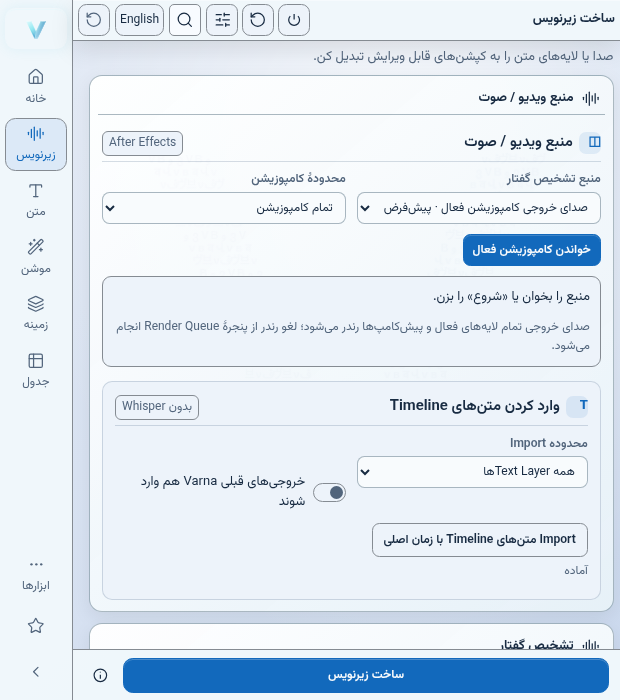 ساخت زیرنویس
English
صدا یا لایه‌های متن را به کپشن‌های قابل ویرایش تبدیل کن.
منبع ویدیو / صوت
منبع ویدیو / صوت
After Effects
منبع تشخیص گفتار
محدودهٔ کامپوزیشن
صدای خروجی کامپوزیشن فعال · پیش‌فرض
تمام کامپوزیشن
خواندن کامپوزیشن فعال
منبع را بخوان یا «شروع» را بزن.
صدای خروجی تمام لایه‌های فعال و پیش‌کامپ‌ها رندر می‌شود؛ لغو رندر از پنجرهٔ Render Queue انجام
می‌شود.
T
وارد کردن متن‌های Timeline
بدون Whisper
محدوده Import
همه Text Layerها
خروجی‌های قبلی Varna هم وارد
شوند
Import متن‌های Timeline با زمان اصلی
آماده
تشخیص گفتار
ساخت زیرنویس
خانه
زیرنویس
متن
موشن
زمینه
جدول
ابزارها